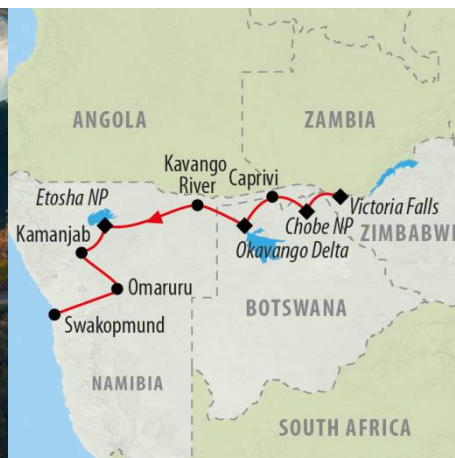 ANGOLA
ZAMBIA
Kavango
River
Caprivi
Etosha NP
Victoria Falls
Chobe NP
ZIMBABW
Kamanjab
Okavango Delta
Omaruru
BOTSWANA
Swakopmund
NAMIBIA
SOUTH AFRICA